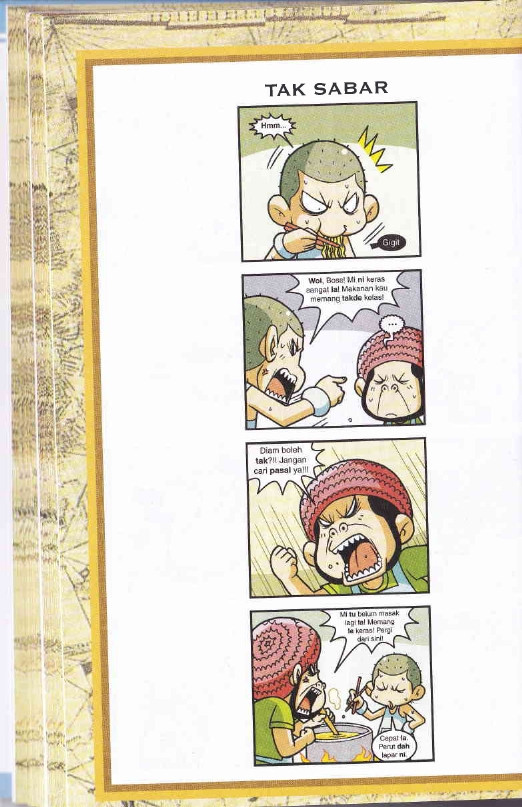 TAK SABAR
Hmm...
Gigit
Woi, Boss! Mi ni keras
sangat la! Makanan kau
memang takde kelas!
...
Diam boleh
tak?!! Jangan
cari pasal ya!!!
Mi tu belum masak
lagi la! Memang
le keras! Pergi
dari sini!
Cepat la.
Perut dah
lapar ni.